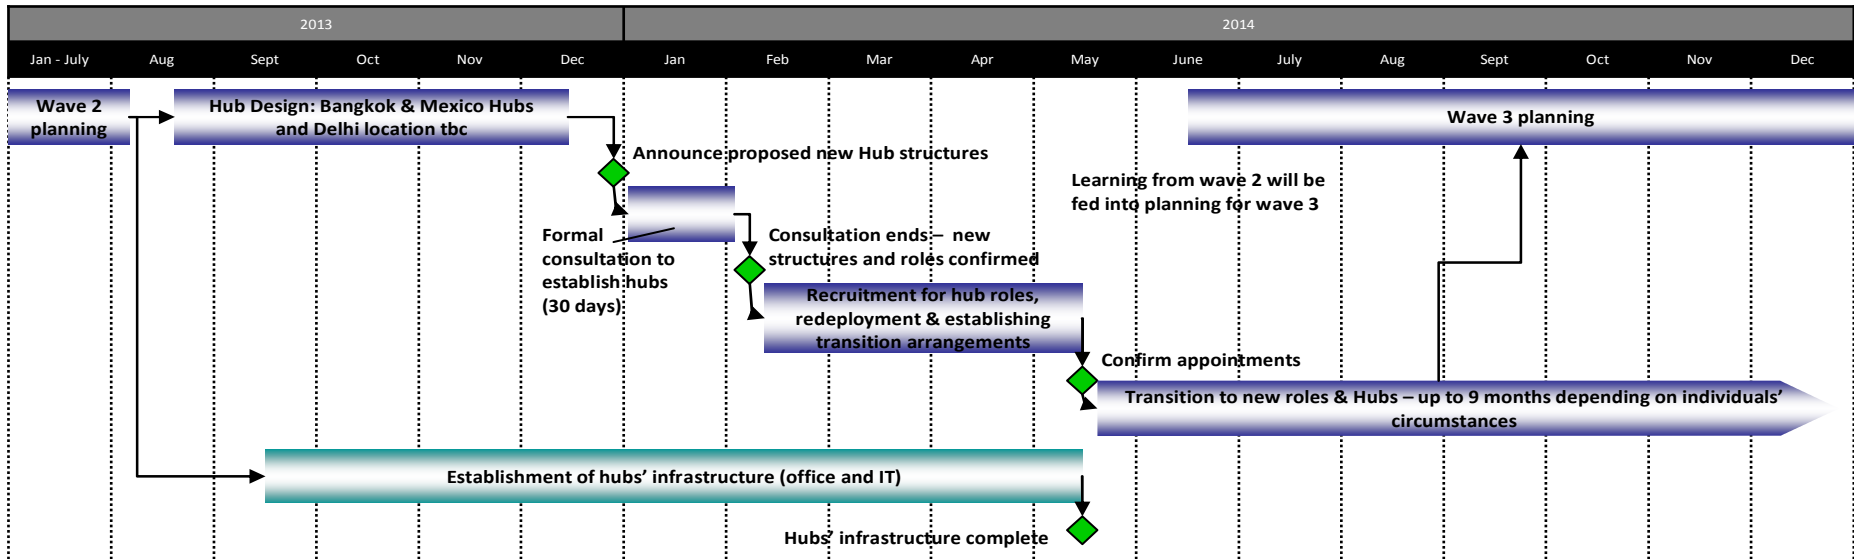 2013
2014
Jan - July
Aug
Sept
Oct
Nov
Dec
Jan
Feb
Mar
Apr
May
June
July
Aug
Sept
Oct
Nov
Dec
Wave 2
planning
Hub Design: Bangkok & Mexico Hubs
and Delhi location tbc
Wave 3 planning
Announce proposed new Hub structures
Learning from wave 2 will be
fed into planning for wave 3
Formal
consultation to
establish hubs
(30 days)
Consultation ends – new
structures and roles confirmed
Recruitment for hub roles,
redeployment & establishing
transition arrangements
Confirm appointments
Transition to new roles & Hubs – up to 9 months depending on individuals’
circumstances
Establishment of hubs’ infrastructure (office and IT)
Hubs’ infrastructure complete